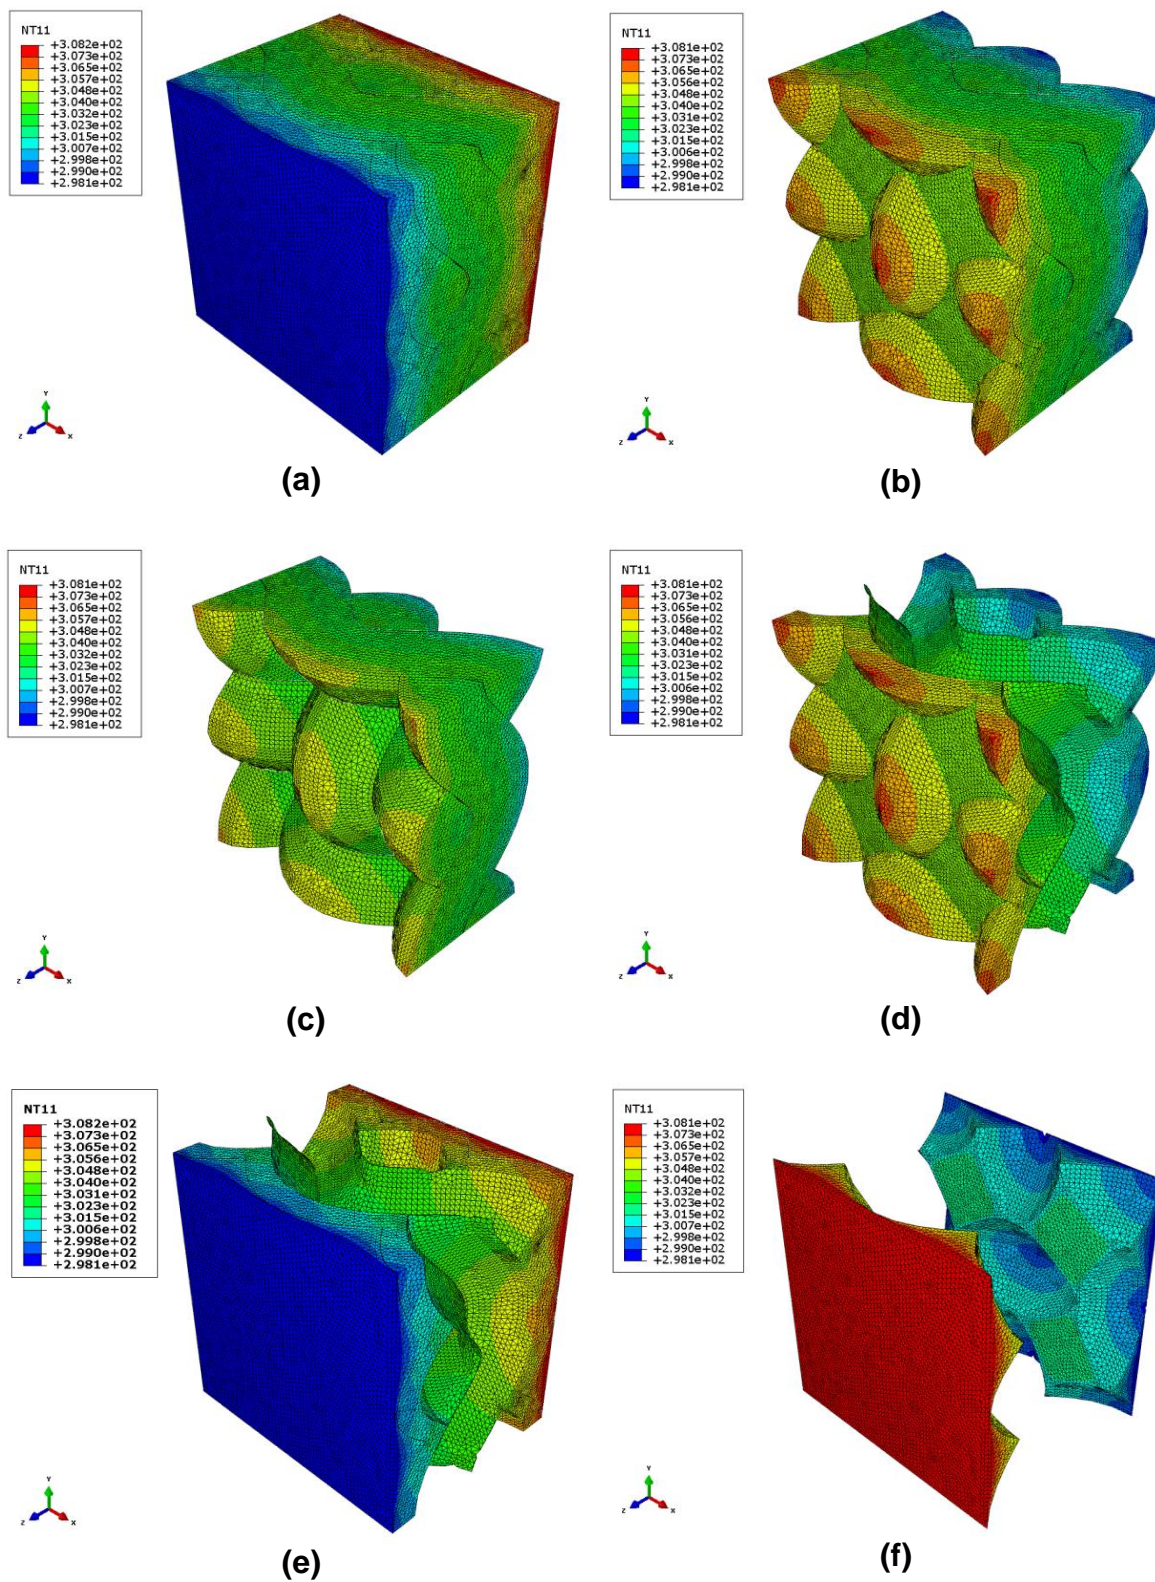 NT11
+3.082e+02
+3.073e+02
+3.065e+02
+3.057e+02
+3.048e+02
+3.040e+02
+3.032e+02
+3.023e+02
+3.015e+02
+3.007e+02
+2.998e+02
+2.990e+02
+2.981e+02
Y
Z
X
(a)
NT11
+3.081e+02
+3.073e+02
+3.065e+02
+3.056e+02
+3.048e+02
+3.040e+02
+3.031e+02
+3.023e+02
+3.015e+02
+3.006e+02
+2.998e+02
+2.990e+02
+2.981e+02
Y
Z
X
(b)
NT11
+3.081e+02
+3.073e+02
+3.065e+02
+3.057e+02
+3.048e+02
+3.040e+02
+3.032e+02
+3.023e+02
+3.015e+02
+3.007e+02
+2.998e+02
+2.990e+02
+2.981e+02
Y
Z
X
(c)
NT11
+3.081e+02
+3.073e+02
+3.065e+02
+3.056e+02
+3.048e+02
+3.040e+02
+3.031e+02
+3.023e+02
+3.015e+02
+3.006e+02
+2.998e+02
+2.990e+02
+2.981e+02
Y
Z
X
(d)
NT11
+3.082e+02
+3.073e+02
+3.065e+02
+3.056e+02
+3.048e+02
+3.040e+02
+3.031e+02
+3.023e+02
+3.015e+02
+3.006e+02
+2.998e+02
+2.990e+02
+2.981e+02
Y
Z
X
(e)
NT11
+3.081e+02
+3.073e+02
+3.065e+02
+3.057e+02
+3.048e+02
+3.040e+02
+3.032e+02
+3.023e+02
+3.015e+02
+3.007e+02
+2.998e+02
+2.990e+02
+2.981e+02
Y
Z
X
(f)